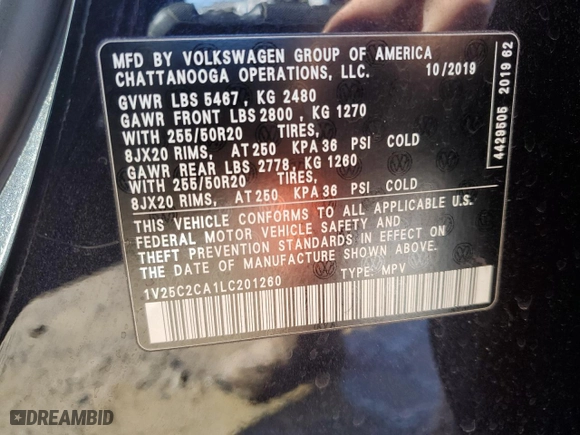 MFD BY VOLKSWAGEN GROUP OF AMERICA
CHATTANOOGA OPERATIONS, LLC. 10/2019
GVWR LBS 5467, KG 2480
GAWR FRONT LBS 2800, KG 1270
WITH 255/50R20 TIRES,
8JX20 RIMS, AT 250 KPA 36 PSI COLD
GAWR REAR LBS 2778, KG 1260
WITH 255/50R20 TIRES,
8JX20 RIMS, AT 250 KPA 36 PSI COLD
THIS VEHICLE CONFORMS TO ALL APPLICABLE U.S.
FEDERAL MOTOR VEHICLE SAFETY AND
THEFT PREVENTION STANDARDS IN EFFECT ON
THE DATE OF MANUFACTURE SHOWN ABOVE.
1V25C2CA1LC201260 TYPE: MPV
4429505 2019 62
DREAMBID